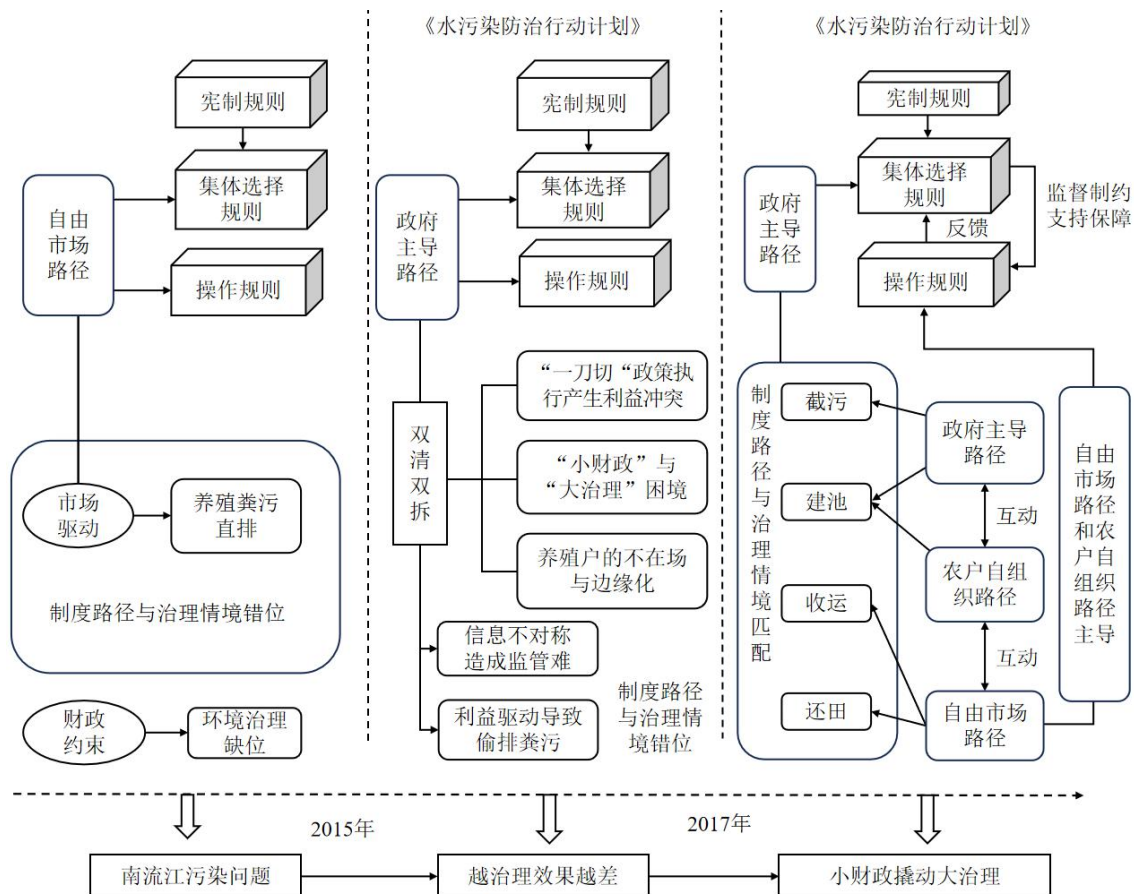 《水污染防治行动计划》
《水污染防治行动计划》
宪制规则
集体选择
规则
自由
市场
路径
操作规则
市场
驱动
养殖粪污
直排
制度路径与治理情境错位
财政
约束
环境治理
缺位
宪制规则
集体选择
规则
政府
主导
路径
操作规则
双
清
双
拆
“一刀切“政策执
行产生利益冲突
“小财政”与
“大治理”困境
养殖户的不在场
与边缘化
信息不对称
造成监管难
利益驱动导致
偷排粪污
制度路径
与治理情
境错位
宪制规则
集体选择
规则
政府
主导
路径
监督制约
支持保障
反馈
操作规则
制
度
路
径
与
治
理
情
境
匹
配
截污
建池
收运
还田
政府主导
路径
互动
农户自组
织路径
互动
自由市场
路径
自由
市场
路径
和农
户自
组织
路径
主导
2015年
2017年
南流江污染问题
越治理效果越差
小财政撬动大治理